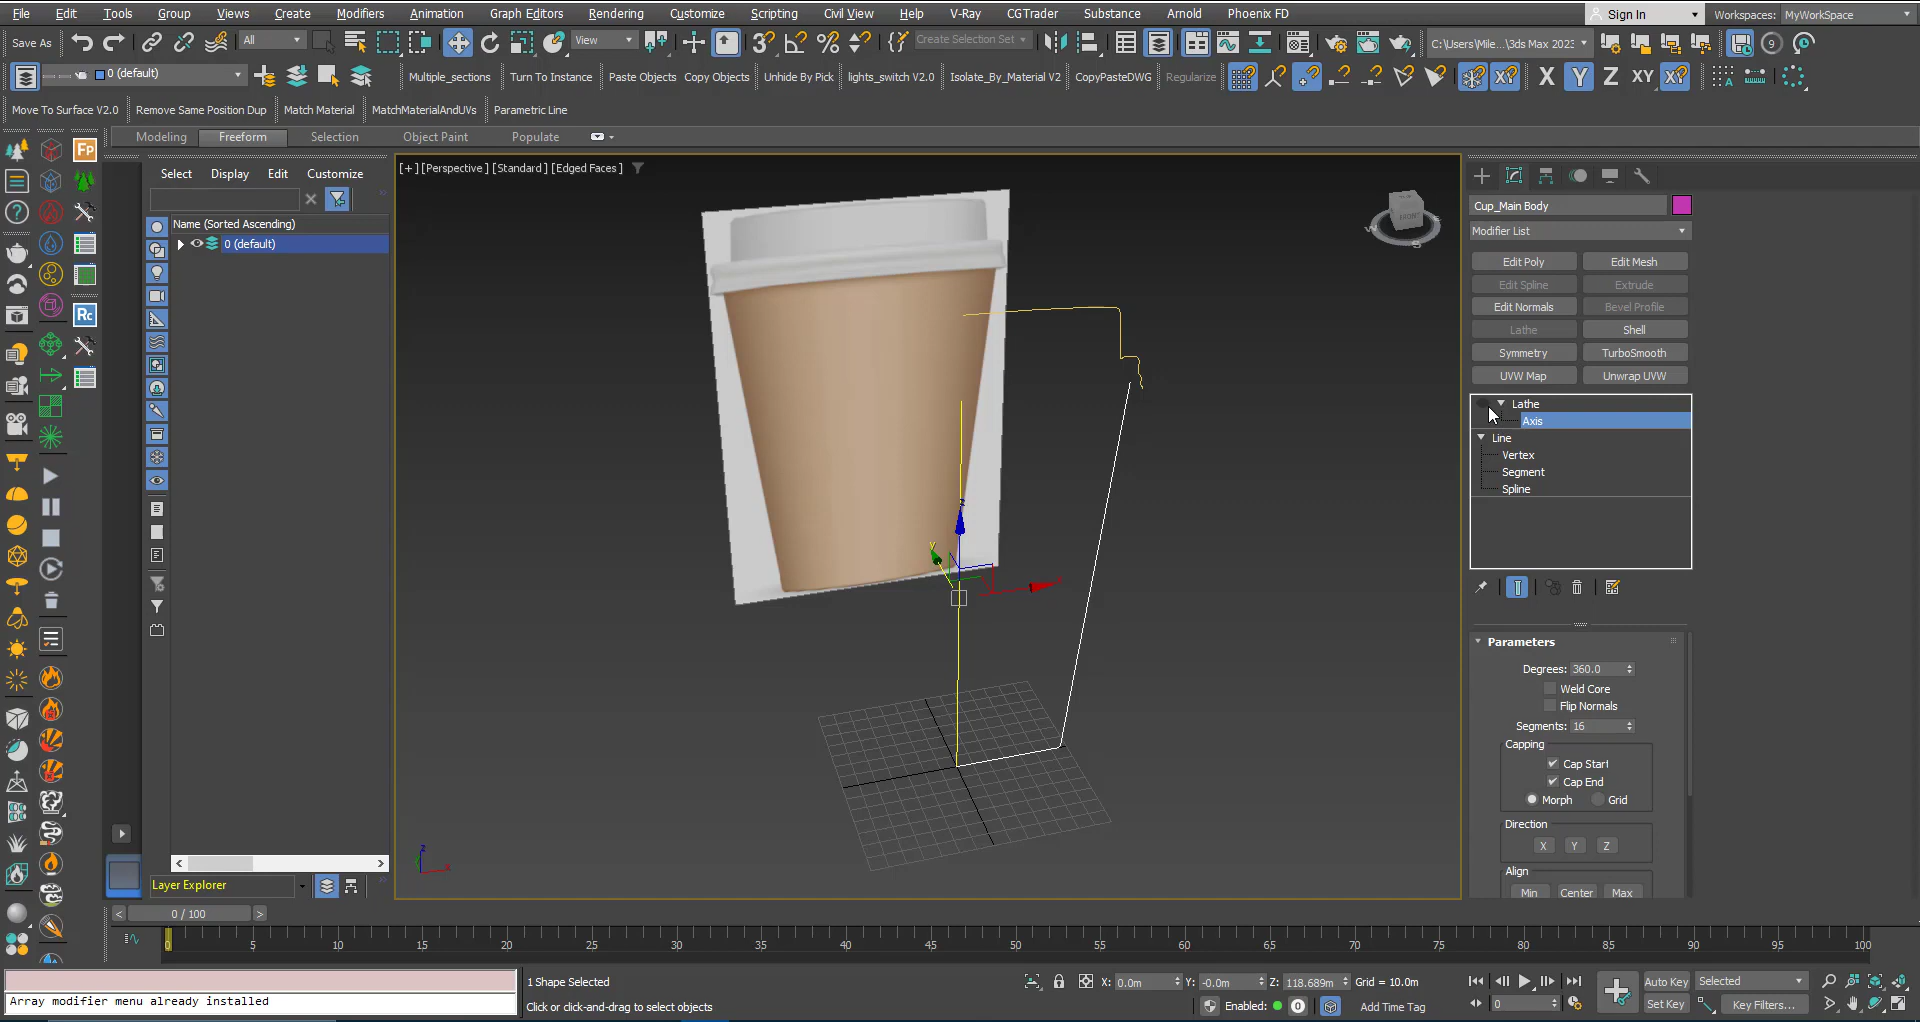 File Edit Tools Group Views Create Modifiers Animation Graph Editors Rendering Customize Scripting Civil View Help V-Ray CGTrader Substance Arnold Phoenix FD Sign In Workspaces: MyWorkSpace
Save As All View Create Selection Set C:\Users\Mile...\3ds Max 2023
0 (default) Multiple_sections Turn To Instance Paste Objects Copy Objects Unhide By Pick lights_switch V2.0 Isolate_By_Material V2 CopyPasteDWG Regularize X Y Z XY XY
Move To Surface V2.0 Remove Same Position Dup Match Material MatchMaterialAndUVs Parametric Line
Modeling Freeform Selection Object Paint Populate
[+] [Perspective] [Standard] [Edged Faces]
Select Display Edit Customize
Name (Sorted Ascending)
0 (default)
Cup_Main Body
Modifier List
Edit Poly Edit Mesh
Edit Spline Extrude
Edit Normals Bevel Profile
Lathe Shell
Symmetry TurboSmooth
UVW Map Unwrap UVW
Lathe
Axis
Line
Vertex
Segment
Spline
Parameters
Degrees: 360.0
Weld Core
Flip Normals
Segments: 16
Capping
Cap Start
Cap End
Morph Grid
Direction
X Y Z
Align
Min Center Max
Layer Explorer
< 0 / 100 >
0 5 10 15 20 25 30 35 40 45 50 55 60 65 70 75 80 85 90 95 100
1 Shape Selected X: 0.0m Y: -0.0m Z: 118.689m Grid = 10.0m Auto Key Selected
Array modifier menu already installed Click or click-and-drag to select objects Enabled: 0 Add Time Tag 0 Set Key Key Filters...